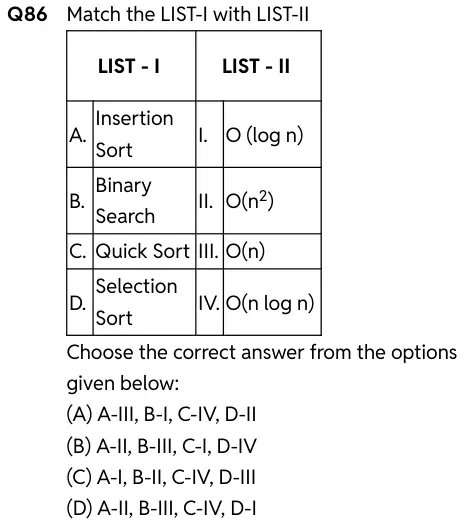 Q86 Match the LIST-I with LIST-II
LIST - I LIST - II
A. Insertion Sort I. O (log n)
B. Binary Search II. O(n²)
C. Quick Sort III. O(n)
D. Selection Sort IV. O(n log n)
Choose the correct answer from the options
given below:
(A) A-III, B-I, C-IV, D-II
(B) A-II, B-III, C-I, D-IV
(C) A-I, B-II, C-IV, D-III
(D) A-II, B-III, C-IV, D-I